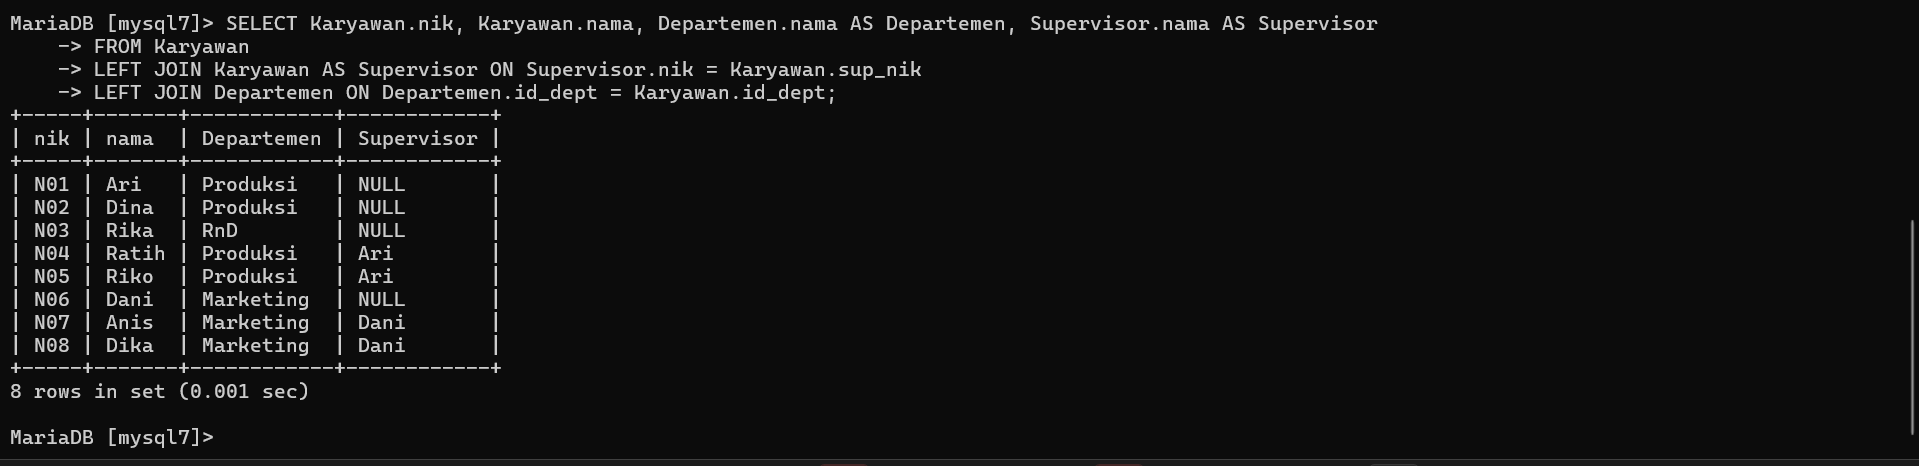 MariaDB [mysql7]> SELECT Karyawan.nik, Karyawan.nama, Departemen.nama AS Departemen, Supervisor.nama AS Supervisor
    -> FROM Karyawan
    -> LEFT JOIN Karyawan AS Supervisor ON Supervisor.nik = Karyawan.sup_nik
    -> LEFT JOIN Departemen ON Departemen.id_dept = Karyawan.id_dept;
+-----+-------+------------+------------+
| nik | nama  | Departemen | Supervisor |
+-----+-------+------------+------------+
| N01 | Ari   | Produksi   | NULL       |
| N02 | Dina  | Produksi   | NULL       |
| N03 | Rika  | RnD        | NULL       |
| N04 | Ratih | Produksi   | Ari        |
| N05 | Riko  | Produksi   | Ari        |
| N06 | Dani  | Marketing  | NULL       |
| N07 | Anis  | Marketing  | Dani       |
| N08 | Dika  | Marketing  | Dani       |
+-----+-------+------------+------------+
8 rows in set (0.001 sec)
MariaDB [mysql7]>